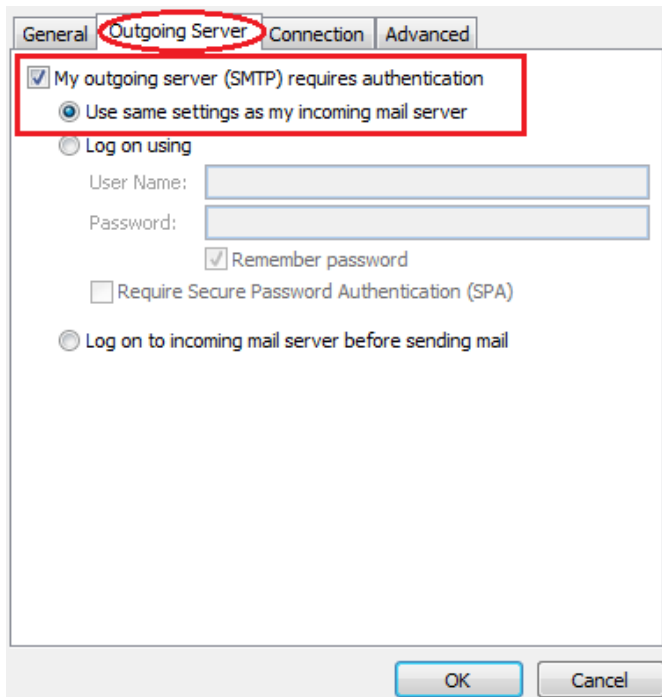 General Outgoing Server Connection Advanced
My outgoing server (SMTP) requires authentication
Use same settings as my incoming mail server
Log on using
User Name:
Password:
Remember password
Require Secure Password Authentication (SPA)
Log on to incoming mail server before sending mail
OK Cancel